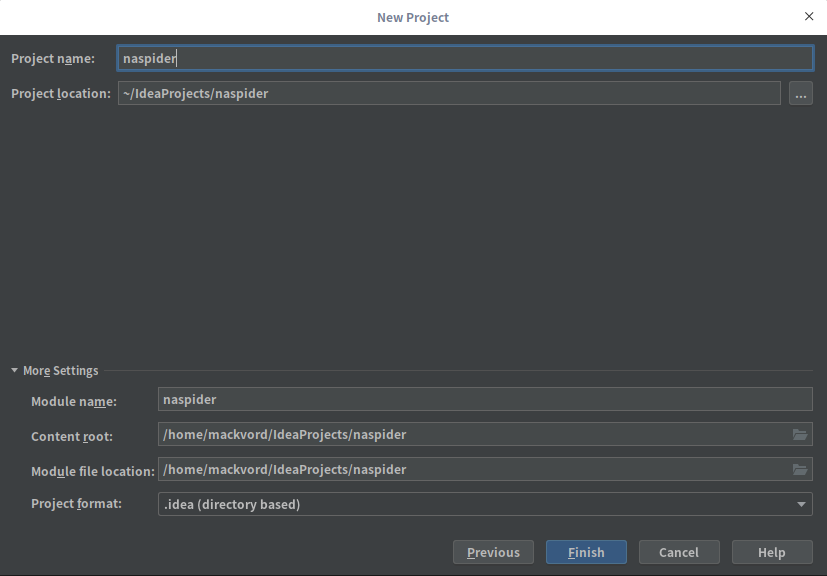 New Project
Project name: naspider
Project location: ~/IdeaProjects/naspider ...
More Settings
Module name: naspider
Content root: /home/mackvord/IdeaProjects/naspider
Module file location: /home/mackvord/IdeaProjects/naspider
Project format: .idea (directory based)
Previous Finish Cancel Help